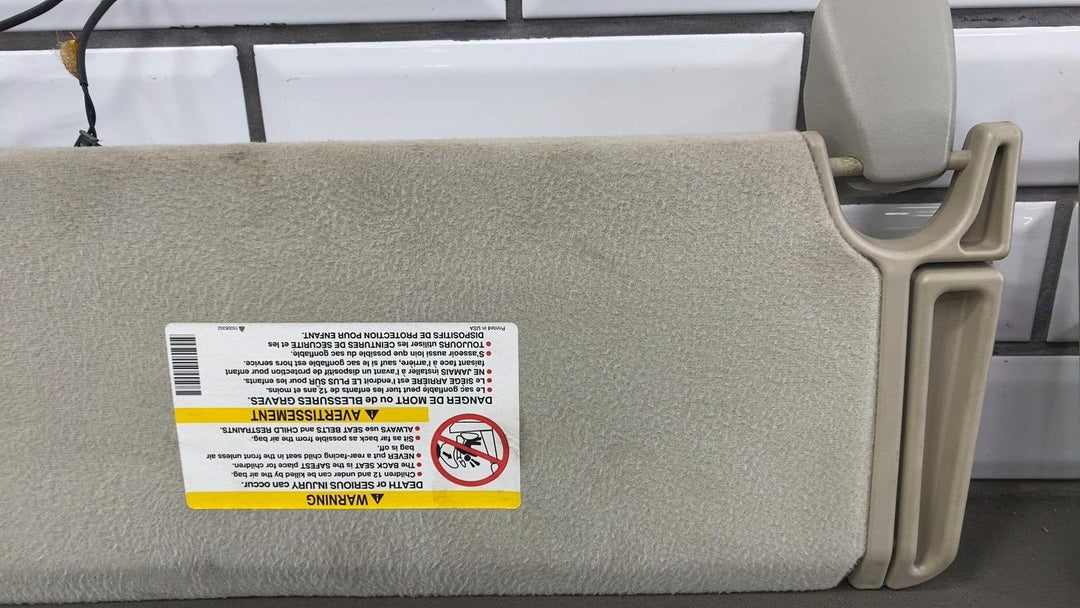 ⚠ WARNING
DEATH or SERIOUS INJURY can occur.
• Children 12 and under can be killed by the air bag.
• The BACK SEAT is the SAFEST place for children.
• NEVER put a rear-facing child seat in the front unless air
bag is off.
• Sit as far back as possible from the air bag.
• ALWAYS use SEAT BELTS and CHILD RESTRAINTS.
⚠ AVERTISSEMENT
DANGER DE MORT ou de BLESSURES GRAVES.
• Le sac gonflable peut tuer les enfants de 12 ans et moins.
• Le SIÈGE ARRIÈRE est l'endroit LE PLUS SÛR pour les enfants.
• NE JAMAIS installer à l'avant un dispositif de protection pour enfant
faisant face à l'arrière, sauf si le sac gonflable est hors service.
• S'asseoir aussi loin que possible du sac gonflable.
• TOUJOURS utiliser les CEINTURES DE SÉCURITÉ et les
DISPOSITIFS DE PROTECTION POUR ENFANT.
Printed in USA